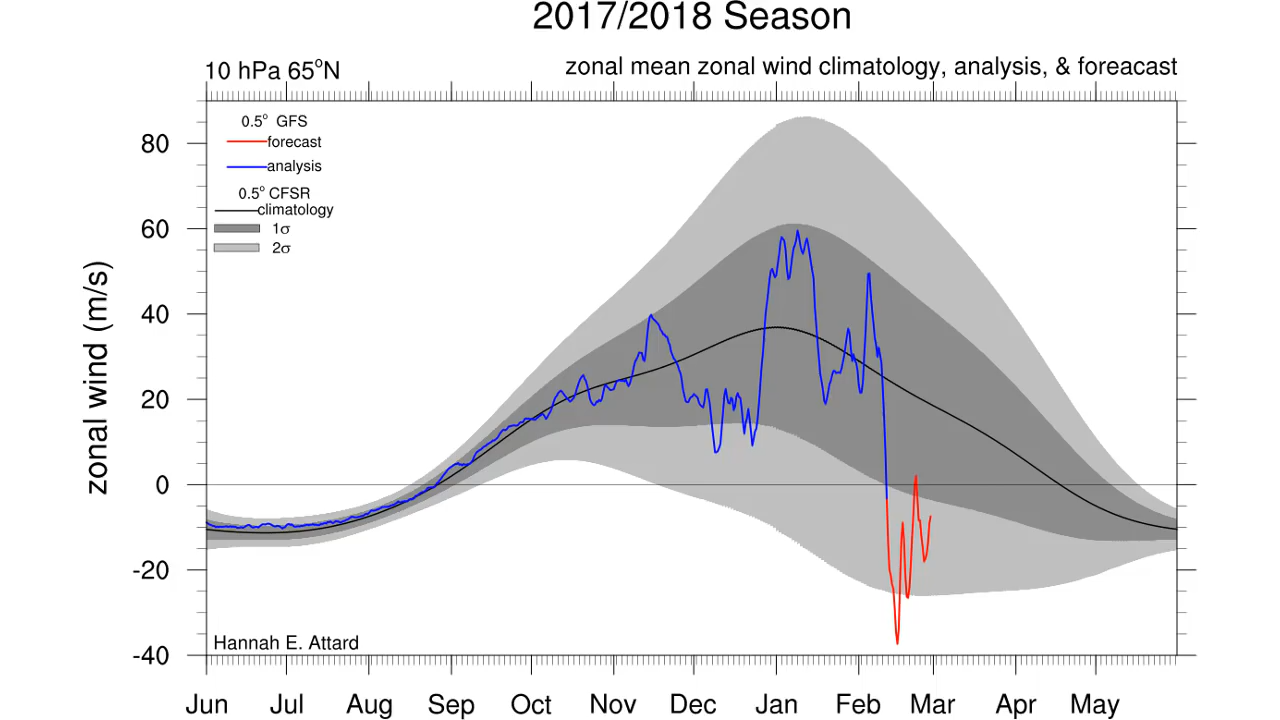 2017/2018 Season
10 hPa 65°N
zonal mean zonal wind climatology, analysis, & foreacast
0.5° GFS
forecast
analysis
0.5° CFSR
climatology
1σ
2σ
zonal wind (m/s)
80
60
40
20
0
-20
-40
Hannah E. Attard
Jun Jul Aug Sep Oct Nov Dec Jan Feb Mar Apr May